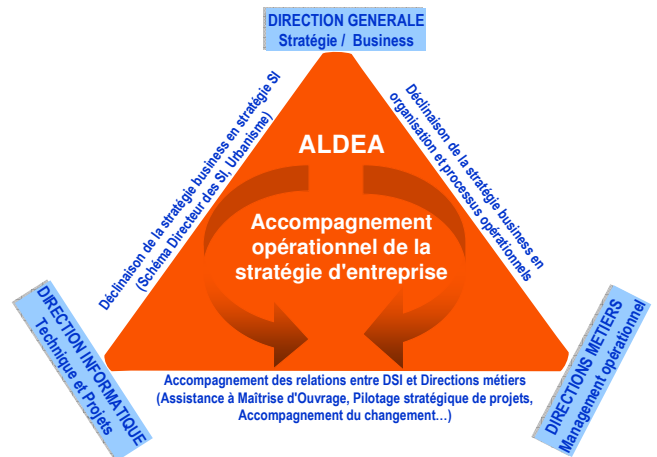 DIRECTION GENERALE
Stratégie / Business
Déclinaison de la stratégie business en stratégie SI
(Schéma Directeur des SI, Urbanisme)
Déclinaison de la stratégie business en
organisation et processus opérationnels
ALDEA
Accompagnement
opérationnel de la
stratégie d'entreprise
DIRECTION INFORMATIQUE
Technique et Projets
DIRECTIONS METIERS
Management opérationnel
Accompagnement des relations entre DSI et Directions métiers
(Assistance à Maîtrise d'Ouvrage, Pilotage stratégique de projets,
Accompagnement du changement…)